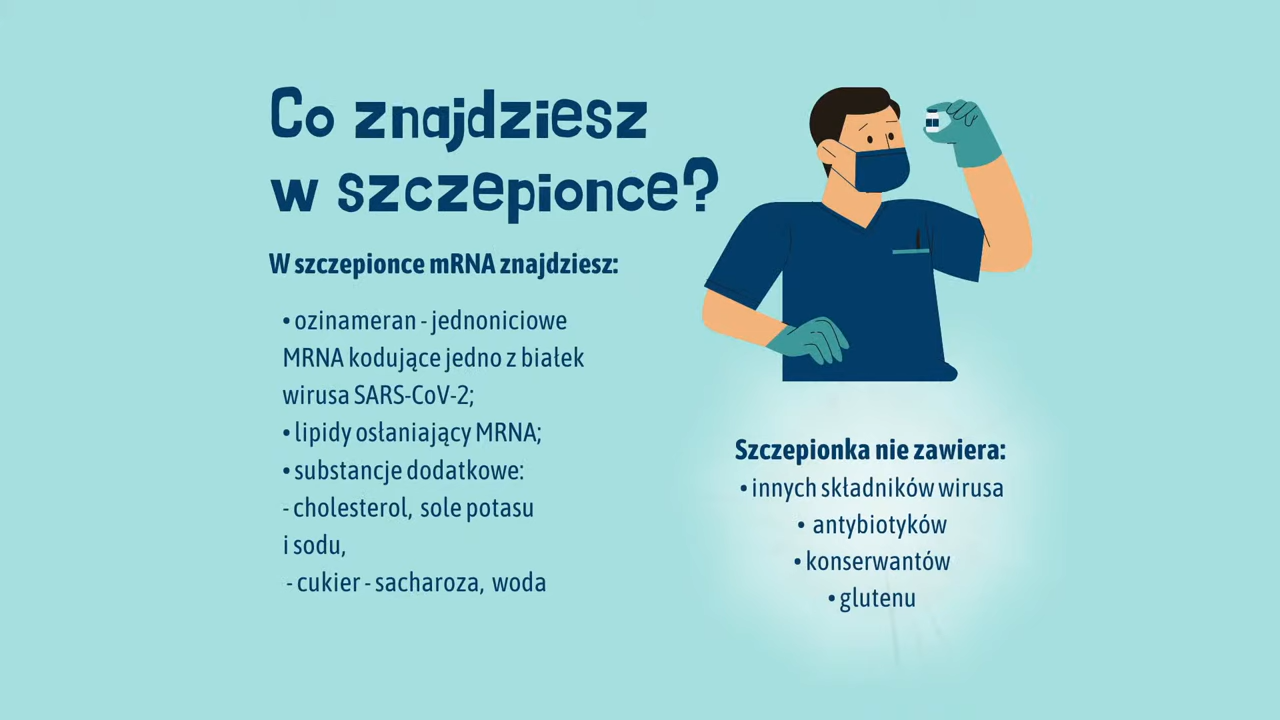 Co znajdziesz
w szczepionce?
W szczepionce mRNA znajdziesz:
• ozinameran - jednoniciowe
MRNA kodujące jedno z białek
wirusa SARS-CoV-2;
• lipidy osłaniający MRNA;
• substancje dodatkowe:
- cholesterol, sole potasu
i sodu,
- cukier - sacharoza, woda
Szczepionka nie zawiera:
• innych składników wirusa
• antybiotyków
• konserwantów
• glutenu